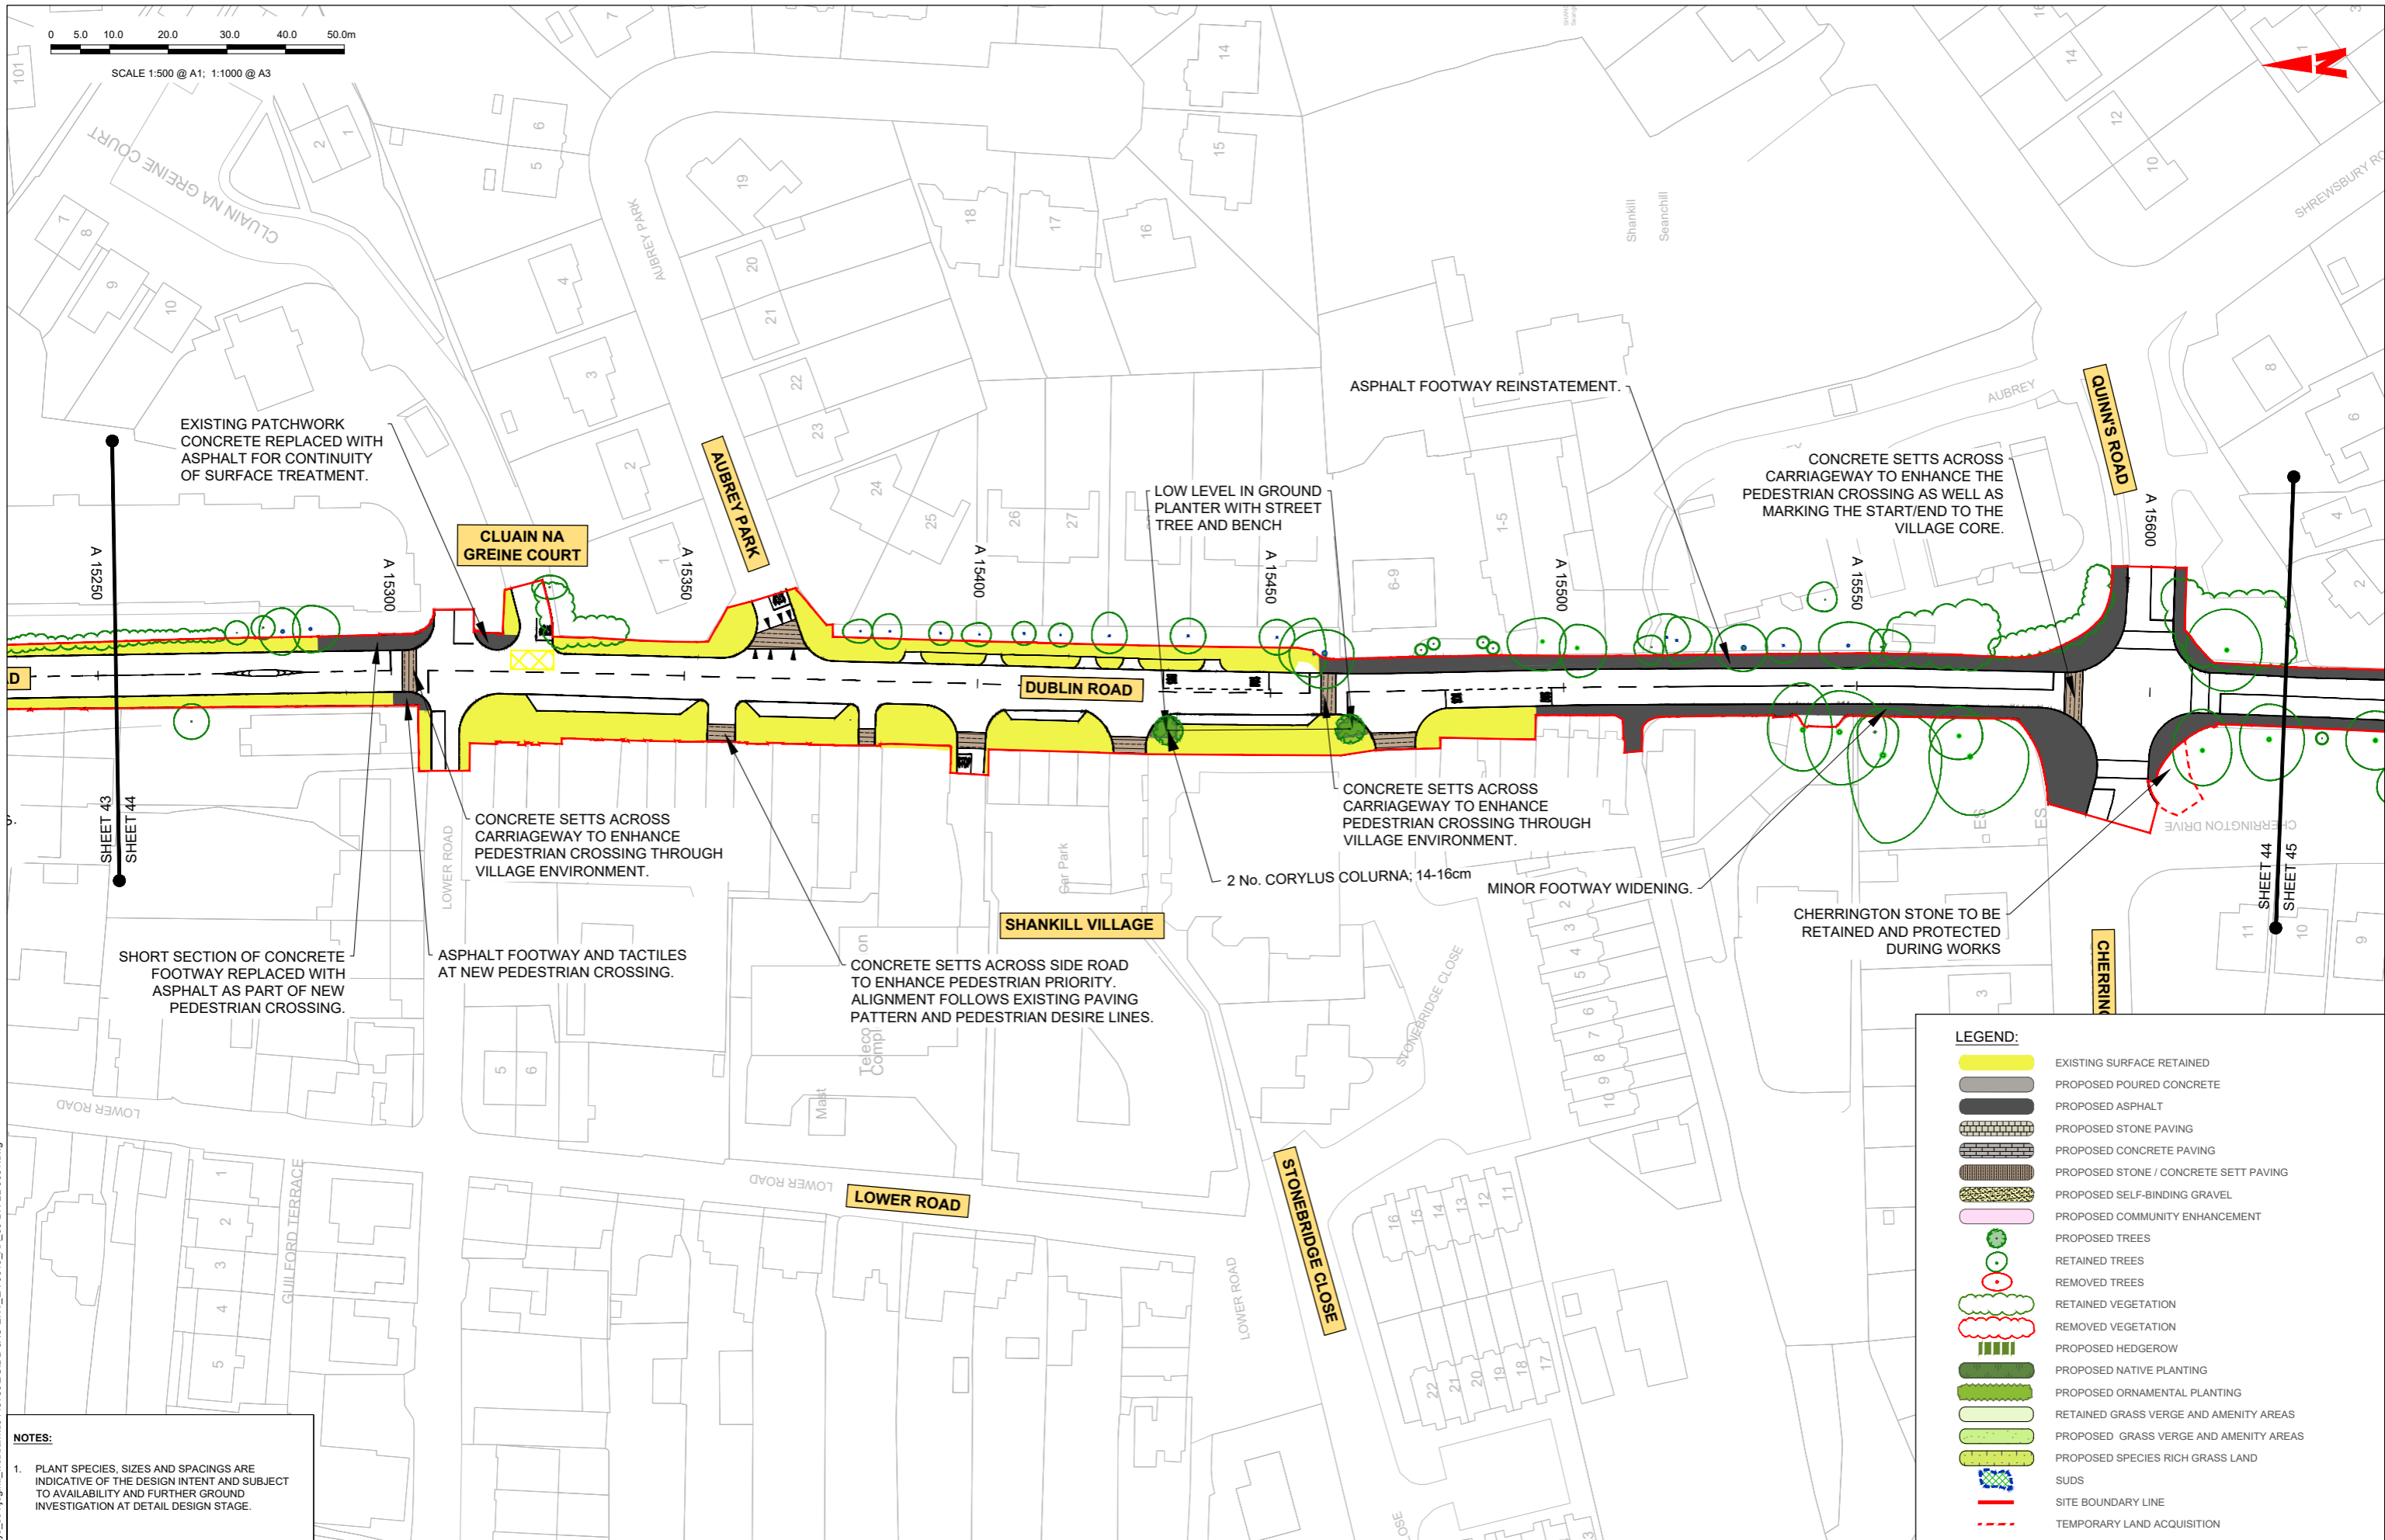 0 5.0 10.0 20.0 30.0 40.0 50.0m
SCALE 1:500 @ A1; 1:1000 @ A3
N
101
CLUAIN NA GREINE COURT
AUBREY PARK
Shankill
Seanchill
SHREWSBURY RO
AUBREY
EXISTING PATCHWORK
CONCRETE REPLACED WITH
ASPHALT FOR CONTINUITY
OF SURFACE TREATMENT.
CLUAIN NA
GREINE COURT
AUBREY PARK
LOW LEVEL IN GROUND
PLANTER WITH STREET
TREE AND BENCH
ASPHALT FOOTWAY REINSTATEMENT.
CONCRETE SETTS ACROSS
CARRIAGEWAY TO ENHANCE THE
PEDESTRIAN CROSSING AS WELL AS
MARKING THE START/END TO THE
VILLAGE CORE.
QUINN'S ROAD
A 15250
A 15300
A 15350
A 15400
A 15450
A 15500
A 15550
A 15600
AD
DUBLIN ROAD
SHEET 43
SHEET 44
CONCRETE SETTS ACROSS
CARRIAGEWAY TO ENHANCE
PEDESTRIAN CROSSING THROUGH
VILLAGE ENVIRONMENT.
CONCRETE SETTS ACROSS
CARRIAGEWAY TO ENHANCE
PEDESTRIAN CROSSING THROUGH
VILLAGE ENVIRONMENT.
2 No. CORYLUS COLURNA; 14-16cm
MINOR FOOTWAY WIDENING.
CHERRINGTON STONE TO BE
RETAINED AND PROTECTED
DURING WORKS
SHEET 44
SHEET 45
CHERRINGTON DRIVE
SHORT SECTION OF CONCRETE
FOOTWAY REPLACED WITH
ASPHALT AS PART OF NEW
PEDESTRIAN CROSSING.
ASPHALT FOOTWAY AND TACTILES
AT NEW PEDESTRIAN CROSSING.
SHANKILL VILLAGE
CONCRETE SETTS ACROSS SIDE ROAD
TO ENHANCE PEDESTRIAN PRIORITY.
ALIGNMENT FOLLOWS EXISTING PAVING
PATTERN AND PEDESTRIAN DESIRE LINES.
Car Park
Mast
LOWER ROAD
LOWER ROAD
LOWER ROAD
LOWER ROAD
LOWER ROAD
GUILFORD TERRACE
STONEBRIDGE CLOSE
STONEBRIDGE CLOSE
CHERRING
NOTES:
1. PLANT SPECIES, SIZES AND SPACINGS ARE
INDICATIVE OF THE DESIGN INTENT AND SUBJECT
TO AVAILABILITY AND FURTHER GROUND
INVESTIGATION AT DETAIL DESIGN STAGE.
LEGEND:
EXISTING SURFACE RETAINED
PROPOSED POURED CONCRETE
PROPOSED ASPHALT
PROPOSED STONE PAVING
PROPOSED CONCRETE PAVING
PROPOSED STONE / CONCRETE SETT PAVING
PROPOSED SELF-BINDING GRAVEL
PROPOSED COMMUNITY ENHANCEMENT
PROPOSED TREES
RETAINED TREES
REMOVED TREES
RETAINED VEGETATION
REMOVED VEGETATION
PROPOSED HEDGEROW
PROPOSED NATIVE PLANTING
PROPOSED ORNAMENTAL PLANTING
RETAINED GRASS VERGE AND AMENITY AREAS
PROPOSED GRASS VERGE AND AMENITY AREAS
PROPOSED SPECIES RICH GRASS LAND
SUDS
SITE BOUNDARY LINE
TEMPORARY LAND ACQUISITION